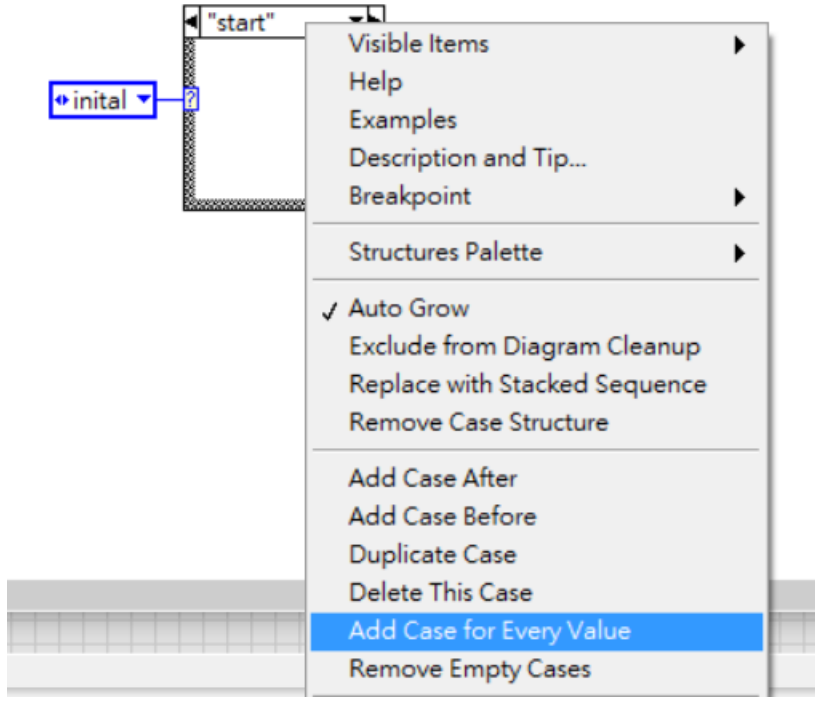 "start"
inital
?
Visible Items
Help
Examples
Description and Tip...
Breakpoint
Structures Palette
Auto Grow
Exclude from Diagram Cleanup
Replace with Stacked Sequence
Remove Case Structure
Add Case After
Add Case Before
Duplicate Case
Delete This Case
Add Case for Every Value
Remove Empty Cases